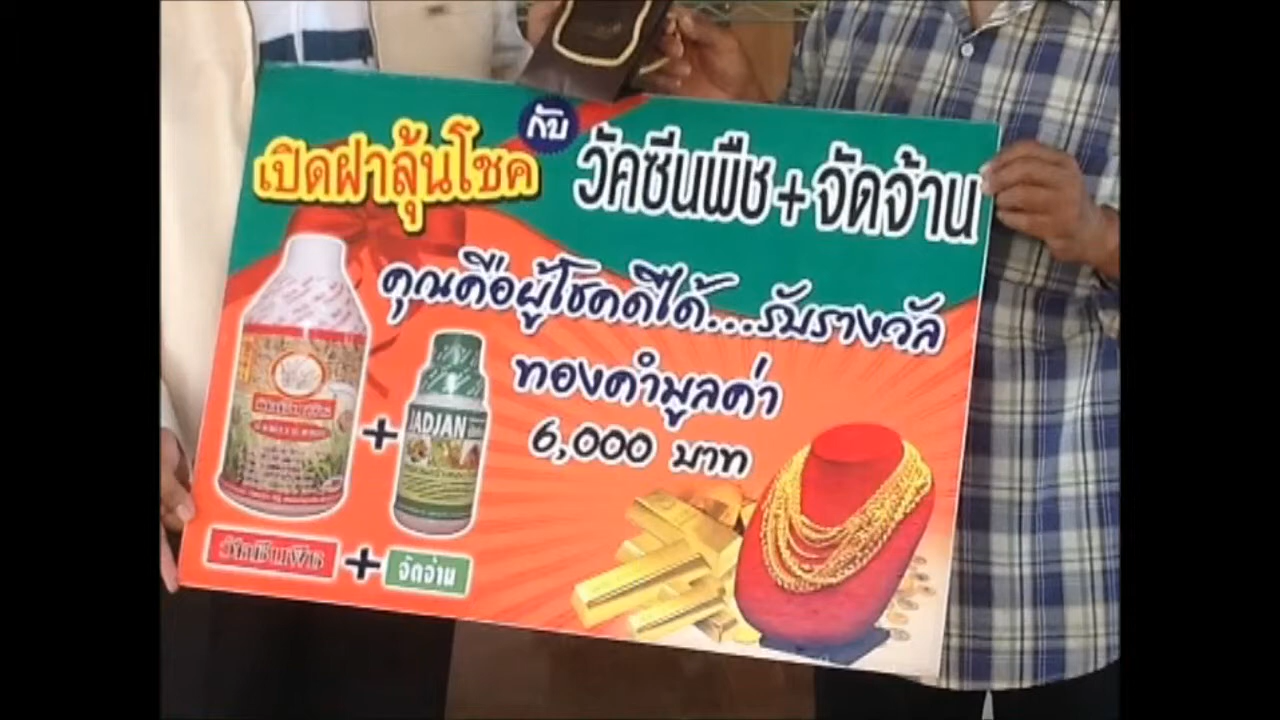 เปิดฝาลุ้นโชค กับ วัคซีนพืช+จัดจ้าน
คุณคือผู้โชคดีได้...รับรางวัล
ทองคำมูลค่า
6,000 บาท
JADJAN
+
วัคซีนพืช + จัดจ้าน